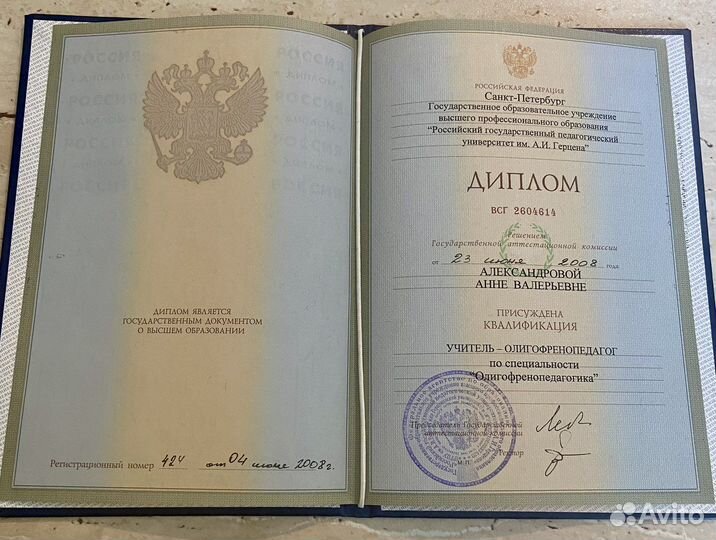 ДИПЛОМ ЯВЛЯЕТСЯ
ГОСУДАРСТВЕННЫМ ДОКУМЕНТОМ
О ВЫСШЕМ ОБРАЗОВАНИИ
Регистрационный номер 424 от 04 июне 2008г.
РОССИЙСКАЯ ФЕДЕРАЦИЯ
Санкт-Петербург
Государственное образовательное учреждение
высшего профессионального образования
“Российский государственный педагогический
университет им. А.И. Герцена”
ДИПЛОМ
ВСГ 2604614
Решением
Государственной аттестационной комиссии
от 23 июня 2008 года
АЛЕКСАНДРОВОЙ
АННЕ ВАЛЕРЬЕВНЕ
ПРИСУЖДЕНА
КВАЛИФИКАЦИЯ
УЧИТЕЛЬ – ОЛИГОФРЕНОПЕДАГОГ
по специальности
“Олигофренопедагогика”
Председатель Государственной
аттестационной комиссии
Ректор
М.П.
Avito